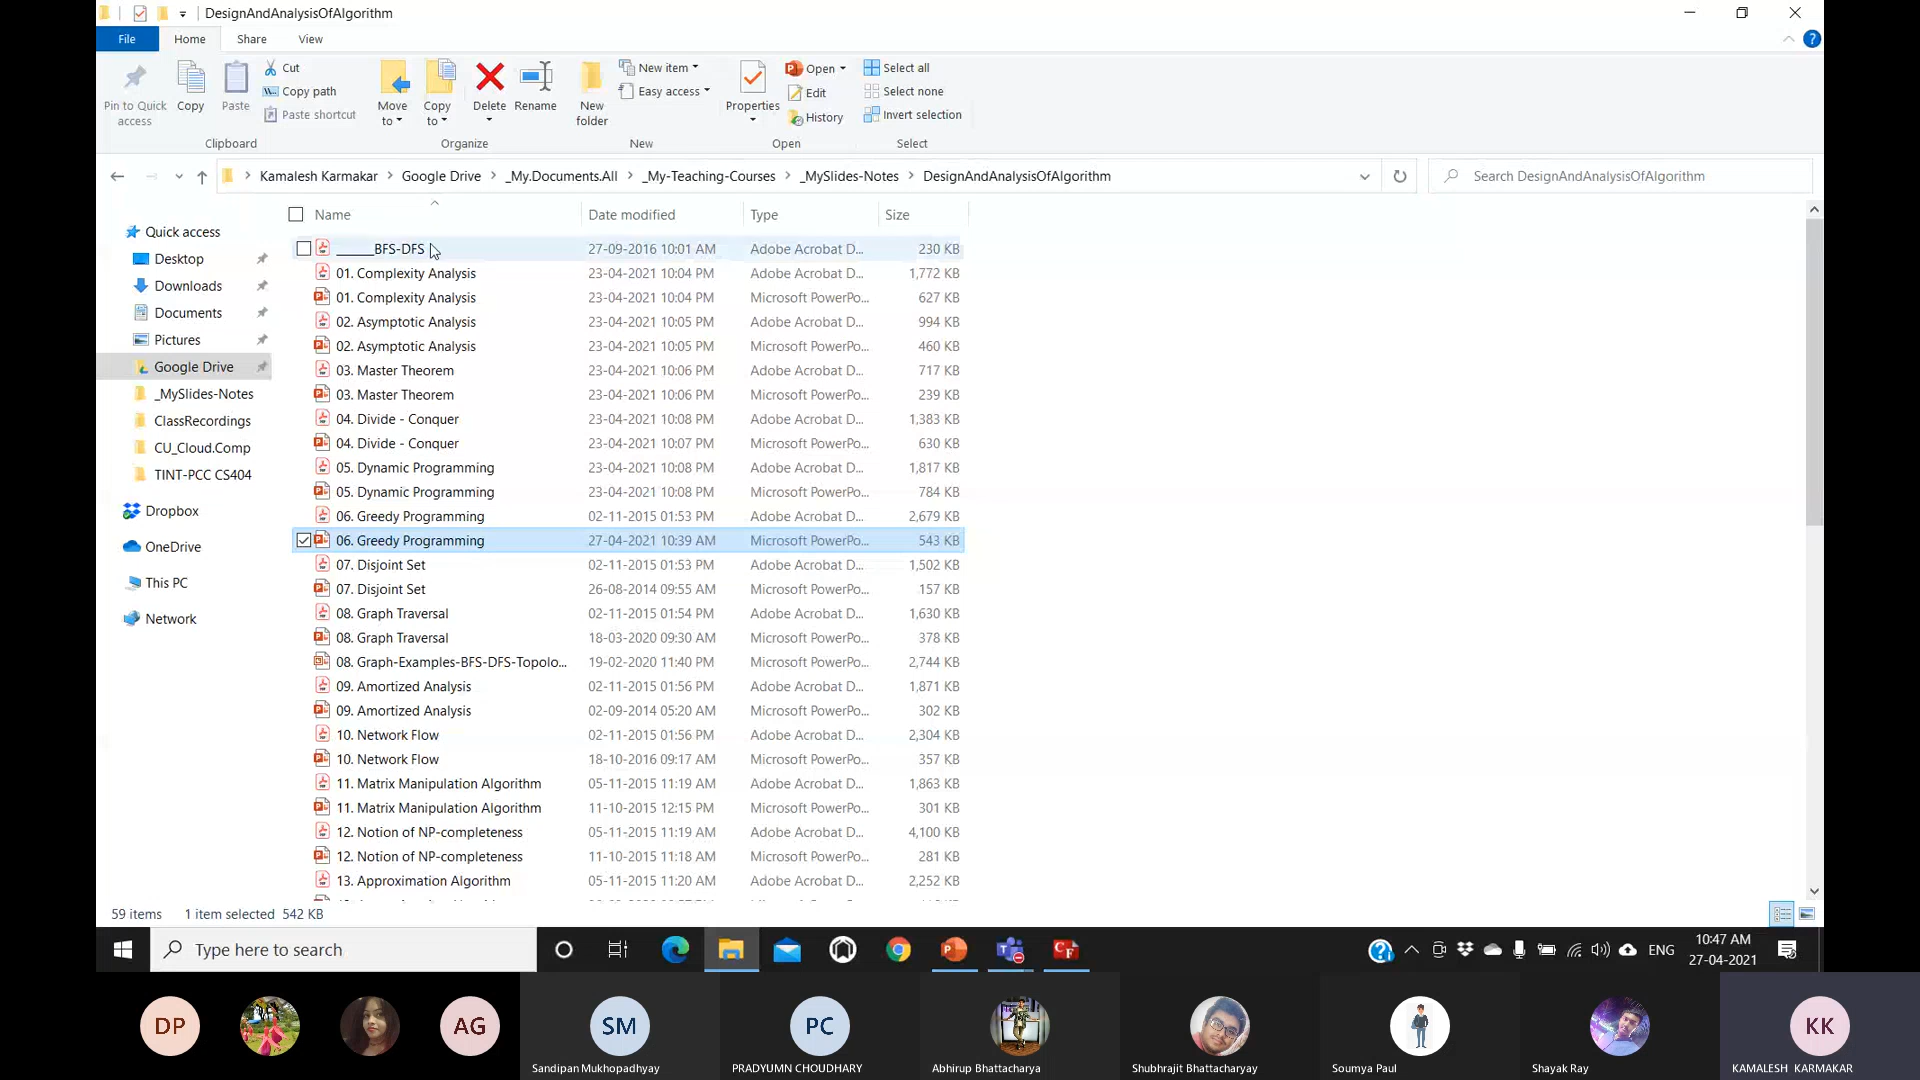 DesignAndAnalysisOfAlgorithm
File Home Share View
Pin to Quick access
Copy
Paste
Cut
Copy path
Paste shortcut
Clipboard
Move to
Copy to
Delete
Rename
Organize
New folder
New item
Easy access
New
Properties
Open
Edit
History
Open
Select all
Select none
Invert selection
Select
Kamalesh Karmakar > Google Drive > _My.Documents.All > _My-Teaching-Courses > _MySlides-Notes > DesignAndAnalysisOfAlgorithm
Search DesignAndAnalysisOfAlgorithm
Quick access
Desktop
Downloads
Documents
Pictures
Google Drive
_MySlides-Notes
ClassRecordings
CU_Cloud.Comp
TINT-PCC CS404
Dropbox
OneDrive
This PC
Network
Name Date modified Type Size
______BFS-DFS 27-09-2016 10:01 AM Adobe Acrobat D... 230 KB
01. Complexity Analysis 23-04-2021 10:04 PM Adobe Acrobat D... 1,772 KB
01. Complexity Analysis 23-04-2021 10:04 PM Microsoft PowerPo... 627 KB
02. Asymptotic Analysis 23-04-2021 10:05 PM Adobe Acrobat D... 994 KB
02. Asymptotic Analysis 23-04-2021 10:05 PM Microsoft PowerPo... 460 KB
03. Master Theorem 23-04-2021 10:06 PM Adobe Acrobat D... 717 KB
03. Master Theorem 23-04-2021 10:06 PM Microsoft PowerPo... 239 KB
04. Divide - Conquer 23-04-2021 10:08 PM Adobe Acrobat D... 1,383 KB
04. Divide - Conquer 23-04-2021 10:07 PM Microsoft PowerPo... 630 KB
05. Dynamic Programming 23-04-2021 10:08 PM Adobe Acrobat D... 1,817 KB
05. Dynamic Programming 23-04-2021 10:08 PM Microsoft PowerPo... 784 KB
06. Greedy Programming 02-11-2015 01:53 PM Adobe Acrobat D... 2,679 KB
06. Greedy Programming 27-04-2021 10:39 AM Microsoft PowerPo... 543 KB
07. Disjoint Set 02-11-2015 01:53 PM Adobe Acrobat D... 1,502 KB
07. Disjoint Set 26-08-2014 09:55 AM Microsoft PowerPo... 157 KB
08. Graph Traversal 02-11-2015 01:54 PM Adobe Acrobat D... 1,630 KB
08. Graph Traversal 18-03-2020 09:30 AM Microsoft PowerPo... 378 KB
08. Graph-Examples-BFS-DFS-Topolo... 19-02-2020 11:40 PM Microsoft PowerPo... 2,744 KB
09. Amortized Analysis 02-11-2015 01:56 PM Adobe Acrobat D... 1,871 KB
09. Amortized Analysis 02-09-2014 05:20 AM Microsoft PowerPo... 302 KB
10. Network Flow 02-11-2015 01:56 PM Adobe Acrobat D... 2,304 KB
10. Network Flow 18-10-2016 09:17 AM Microsoft PowerPo... 357 KB
11. Matrix Manipulation Algorithm 05-11-2015 11:19 AM Adobe Acrobat D... 1,863 KB
11. Matrix Manipulation Algorithm 11-10-2015 12:15 PM Microsoft PowerPo... 301 KB
12. Notion of NP-completeness 05-11-2015 11:19 AM Adobe Acrobat D... 4,100 KB
12. Notion of NP-completeness 11-10-2015 11:18 AM Microsoft PowerPo... 281 KB
13. Approximation Algorithm 05-11-2015 11:20 AM Adobe Acrobat D... 2,252 KB
59 items 1 item selected 542 KB
Type here to search
ENG
10:47 AM
27-04-2021
DP AG SM PC KK
Sandipan Mukhopadhyay PRADYUMN CHOUDHARY Abhirup Bhattacharya Shubhrajit Bhattacharyay Soumya Paul Shayak Ray KAMALESH KARMAKAR